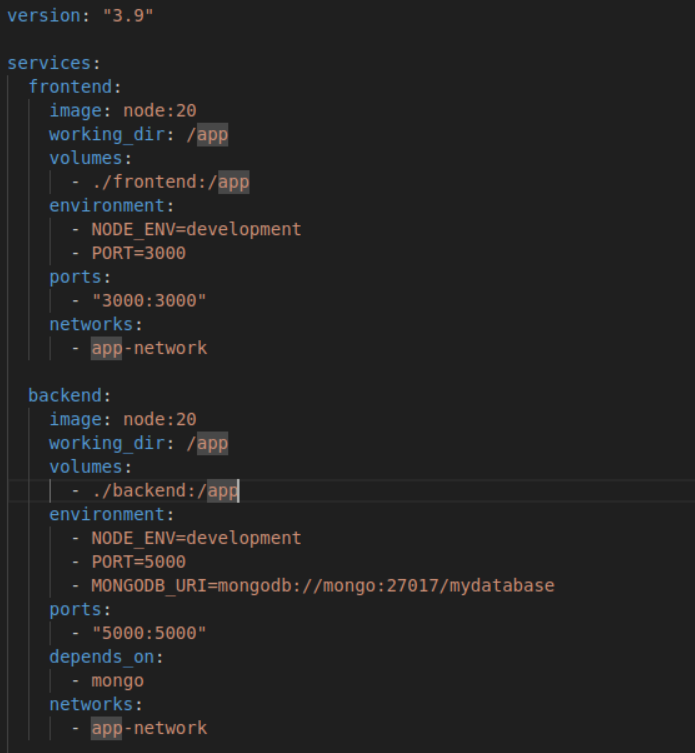 version: "3.9"
services:
frontend:
image: node:20
working_dir: /app
volumes:
- ./frontend:/app
environment:
- NODE_ENV=development
- PORT=3000
ports:
- "3000:3000"
networks:
- app-network
backend:
image: node:20
working_dir: /app
volumes:
- ./backend:/app
environment:
- NODE_ENV=development
- PORT=5000
- MONGODB_URI=mongodb://mongo:27017/mydatabase
ports:
- "5000:5000"
depends_on:
- mongo
networks:
- app-network